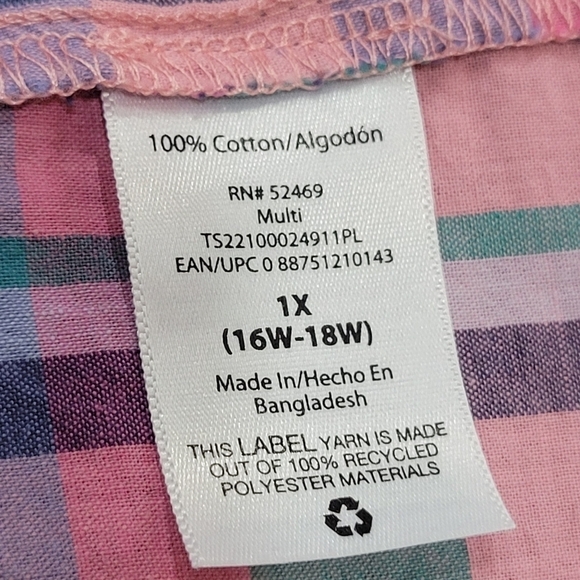 100% Cotton/Algodón
RN# 52469
Multi
TS22100024911PL
EAN/UPC 0 88751210143
1X
(16W-18W)
Made In/Hecho En
Bangladesh
THIS LABEL YARN IS MADE
OUT OF 100% RECYCLED
POLYESTER MATERIALS